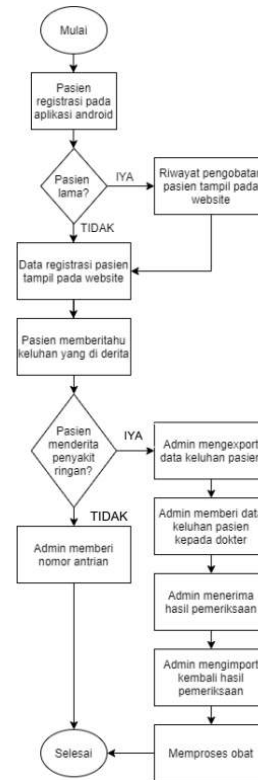 Mulai
Pasien
registrasi pada
aplikasi android
Pasien
lama?
IYA
Riwayat pengobatan
pasien tampil pada
website
TIDAK
Data registrasi pasien
tampil pada website
Pasien memberitahu
keluhan yang di derita
Pasien
menderita
penyakit
ringan?
IYA
Admin mengexport
data keluhan pasien
TIDAK
Admin memberi
nomor antrian
Admin memberi data
keluhan pasien
kepada dokter
Admin menerima
hasil pemeriksaan
Admin mengimport
kembali hasil
pemeriksaan
Selesai
Memproses obat